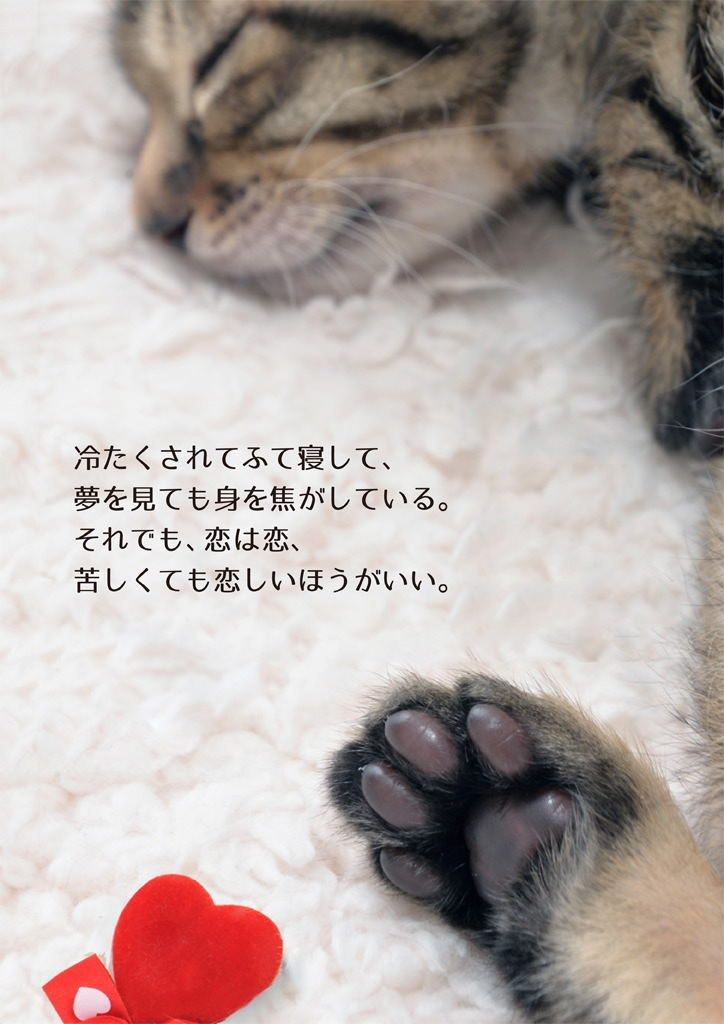 冷たくされてふて寝して、
夢を見ても身を焦がしている。
それでも、恋は恋、
苦しくても恋しいほうがいい。